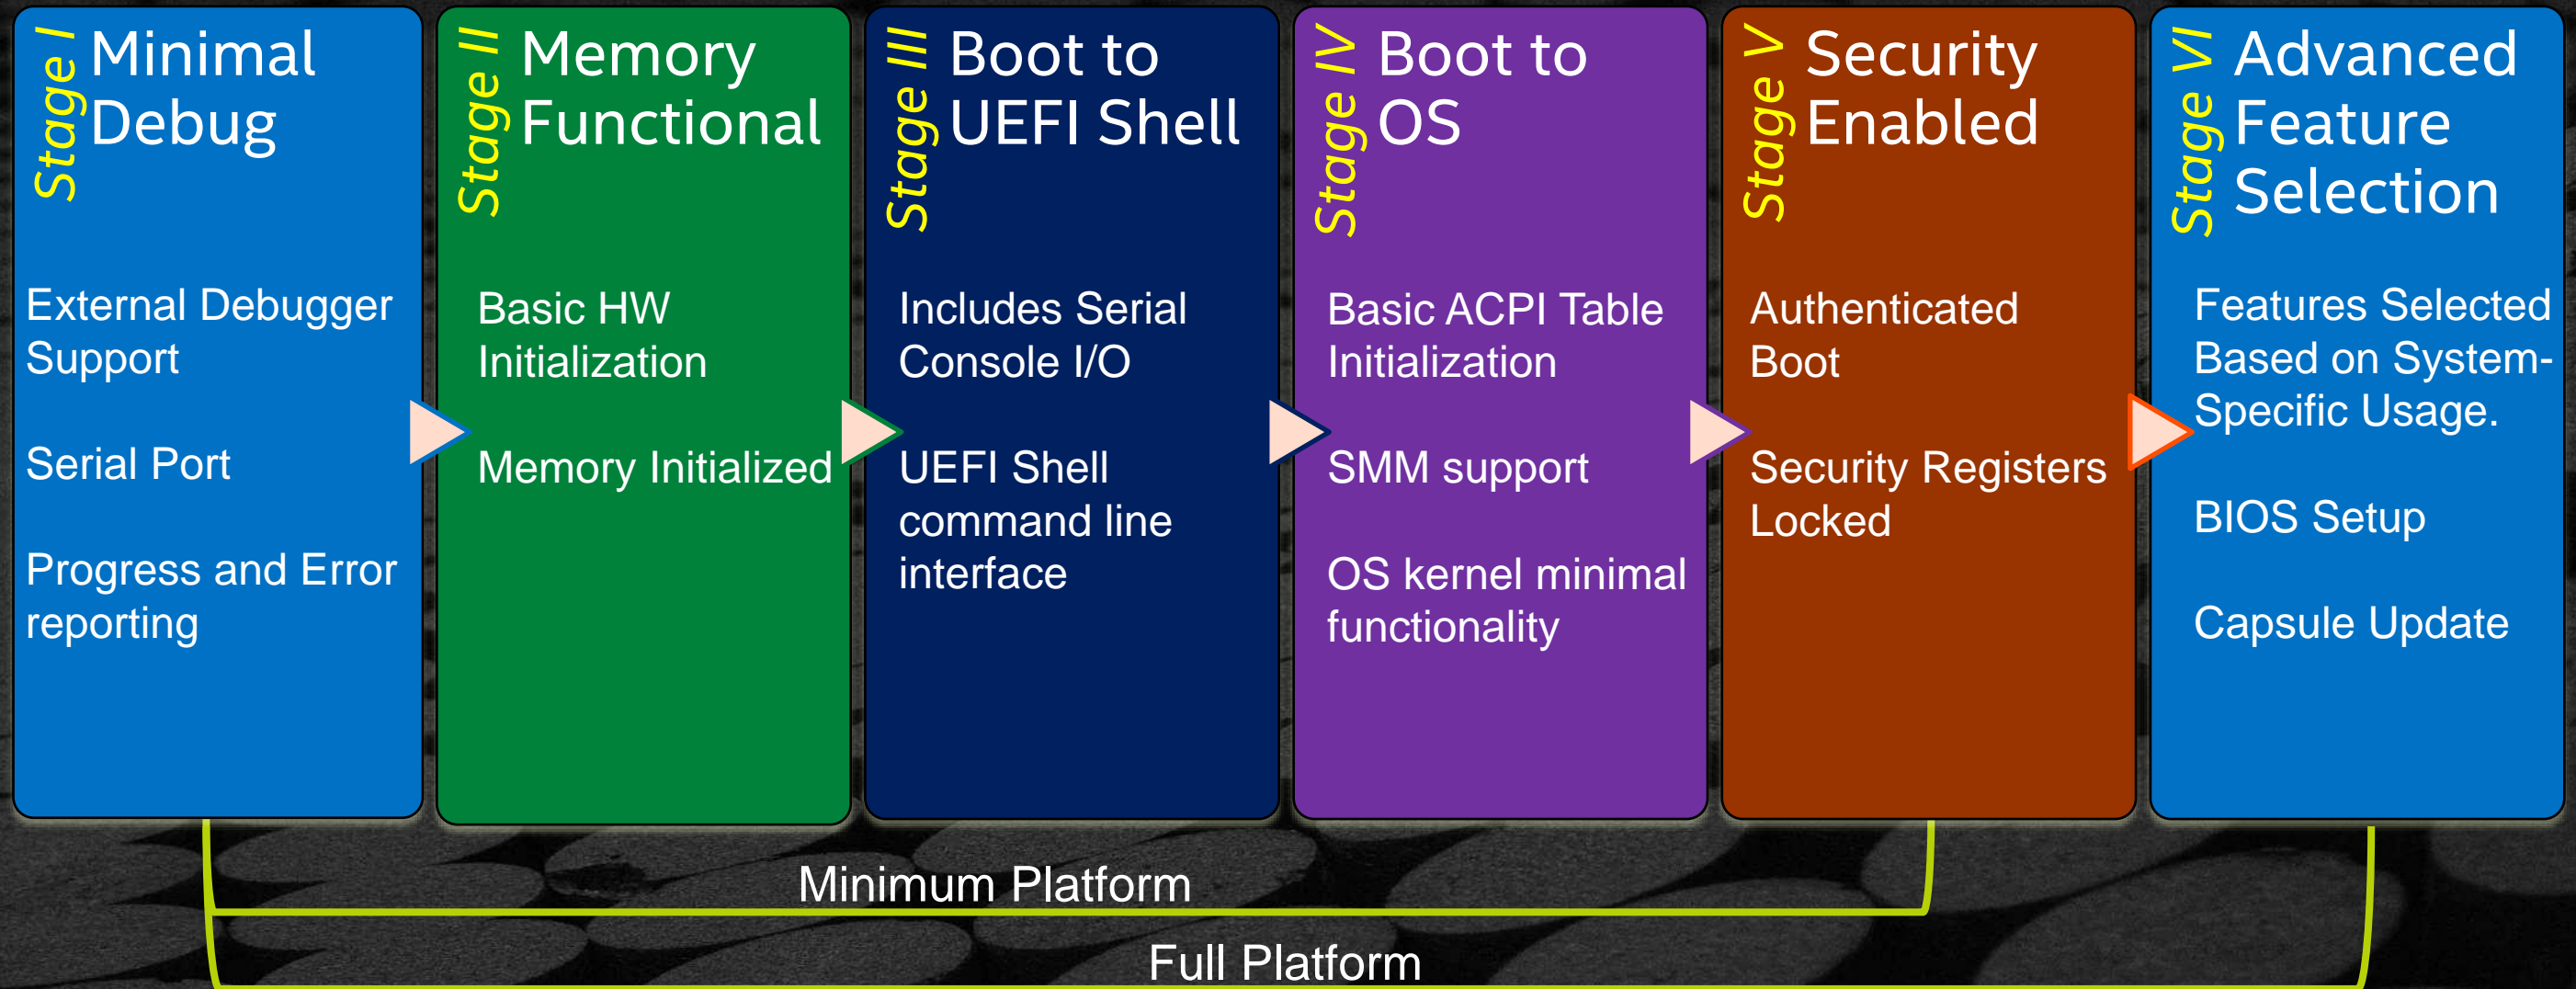 Stage I
Minimal
Debug
External Debugger
Support
Serial Port
Progress and Error
reporting
Stage II
Memory
Functional
Basic HW
Initialization
Memory Initialized
Stage III
Boot to
UEFI Shell
Includes Serial
Console I/O
UEFI Shell
command line
interface
Stage IV
Boot to
OS
Basic ACPI Table
Initialization
SMM support
OS kernel minimal
functionality
Stage V
Security
Enabled
Authenticated
Boot
Security Registers
Locked
Stage VI
Advanced
Feature
Selection
Features Selected
Based on System-
Specific Usage.
BIOS Setup
Capsule Update
Minimum Platform
Full Platform